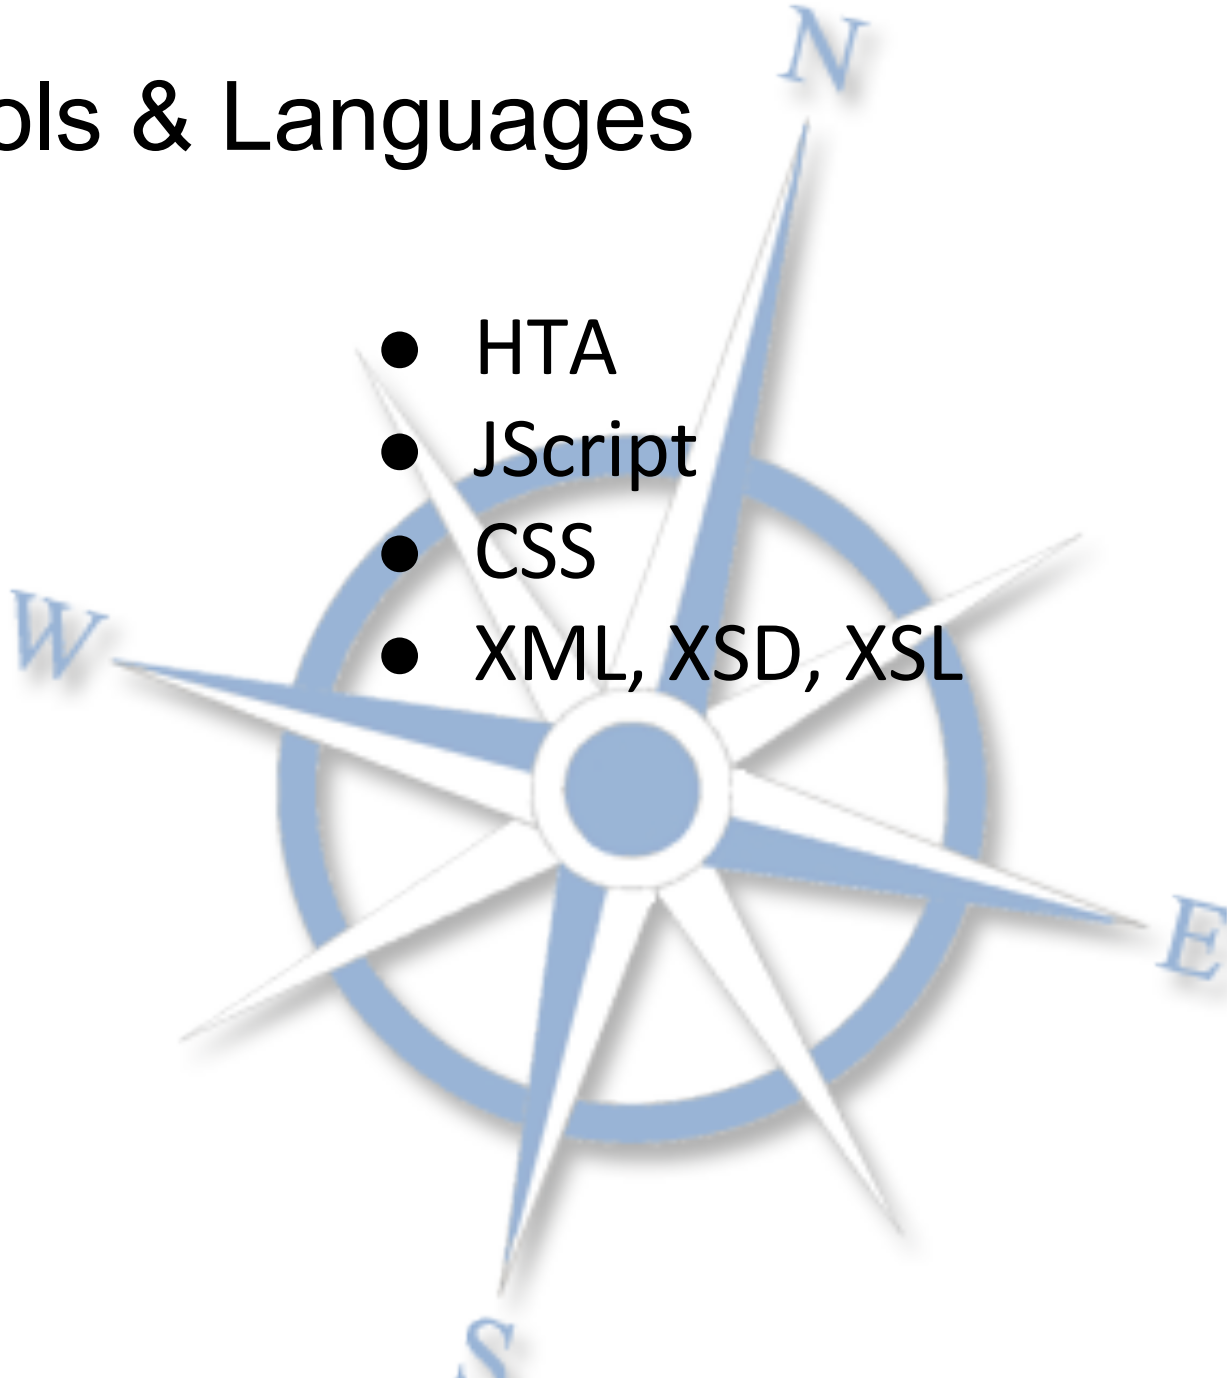 N
ols & Languages
● HTA
● JScript
● CSS
● XML, XSD, XSL
W
E
S